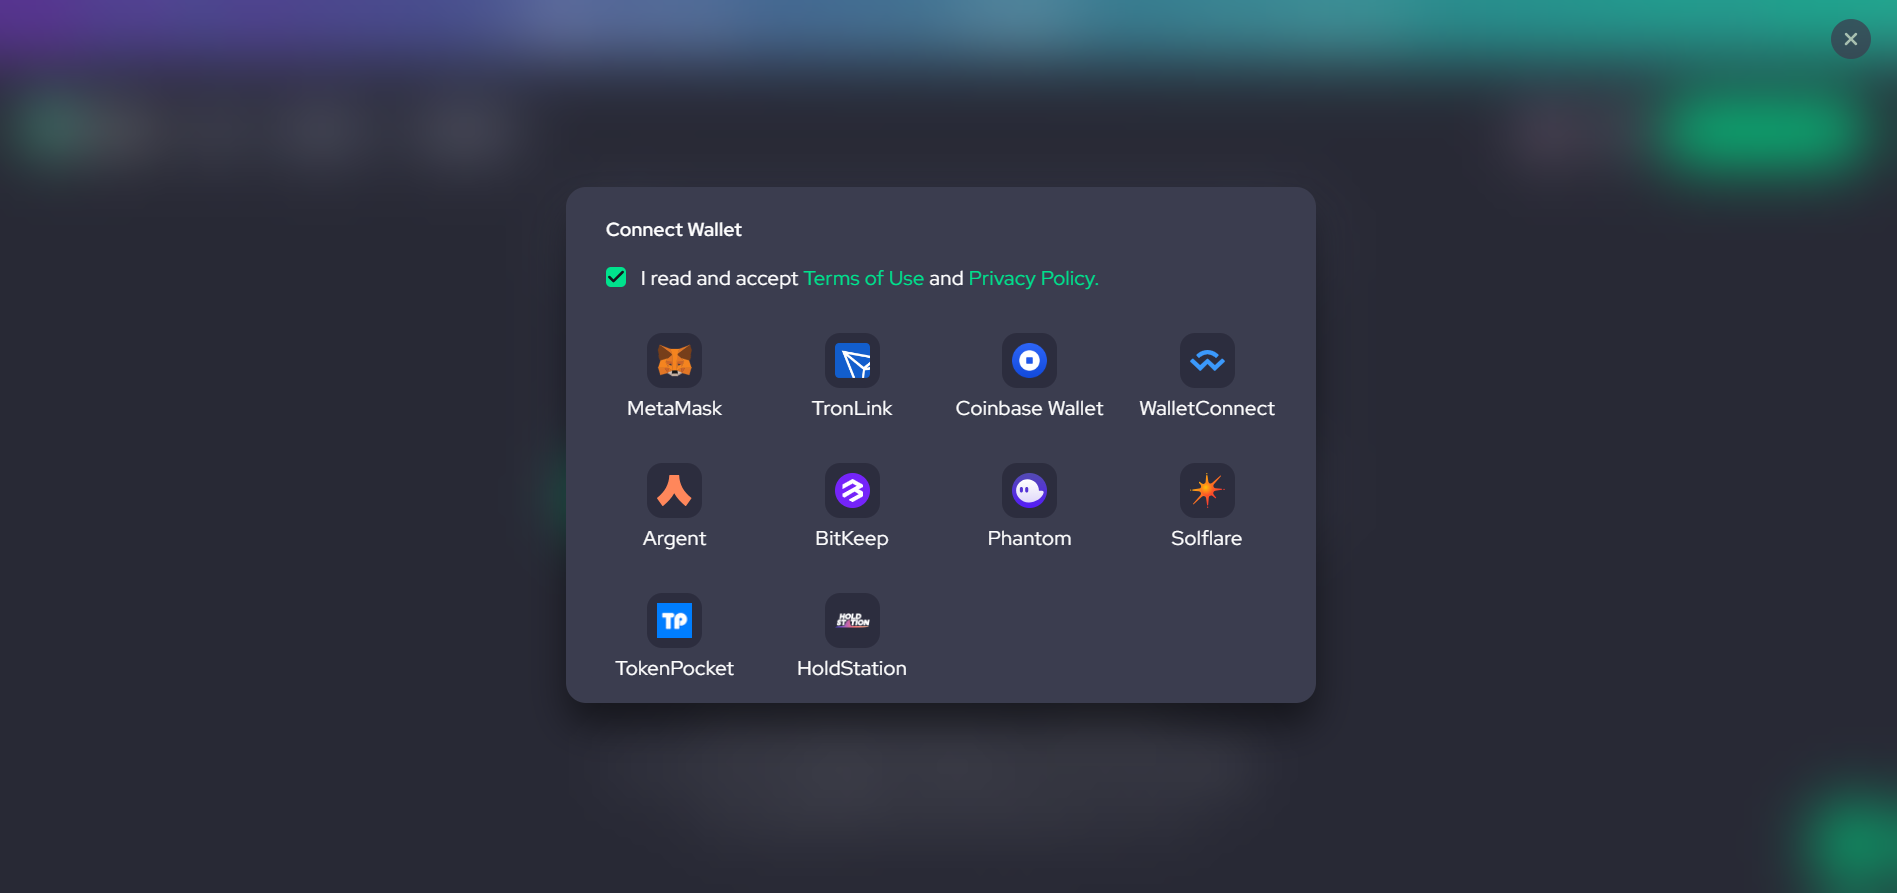 Connect Wallet
I read and accept Terms of Use and Privacy Policy.
MetaMask
TronLink
Coinbase Wallet
WalletConnect
Argent
BitKeep
Phantom
Solflare
TP
HOLD
STATION
TokenPocket
HoldStation